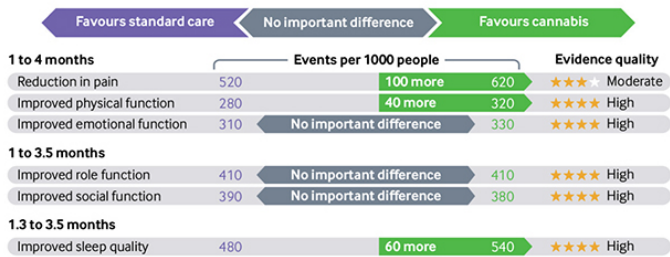 Favours standard care No important difference Favours cannabis
1 to 4 months Events per 1000 people Evidence quality
Reduction in pain 520 100 more 620 Moderate
Improved physical function 280 40 more 320 High
Improved emotional function 310 No important difference 330 High
1 to 3.5 months
Improved role function 410 No important difference 410 High
Improved social function 390 No important difference 380 High
1.3 to 3.5 months
Improved sleep quality 480 60 more 540 High